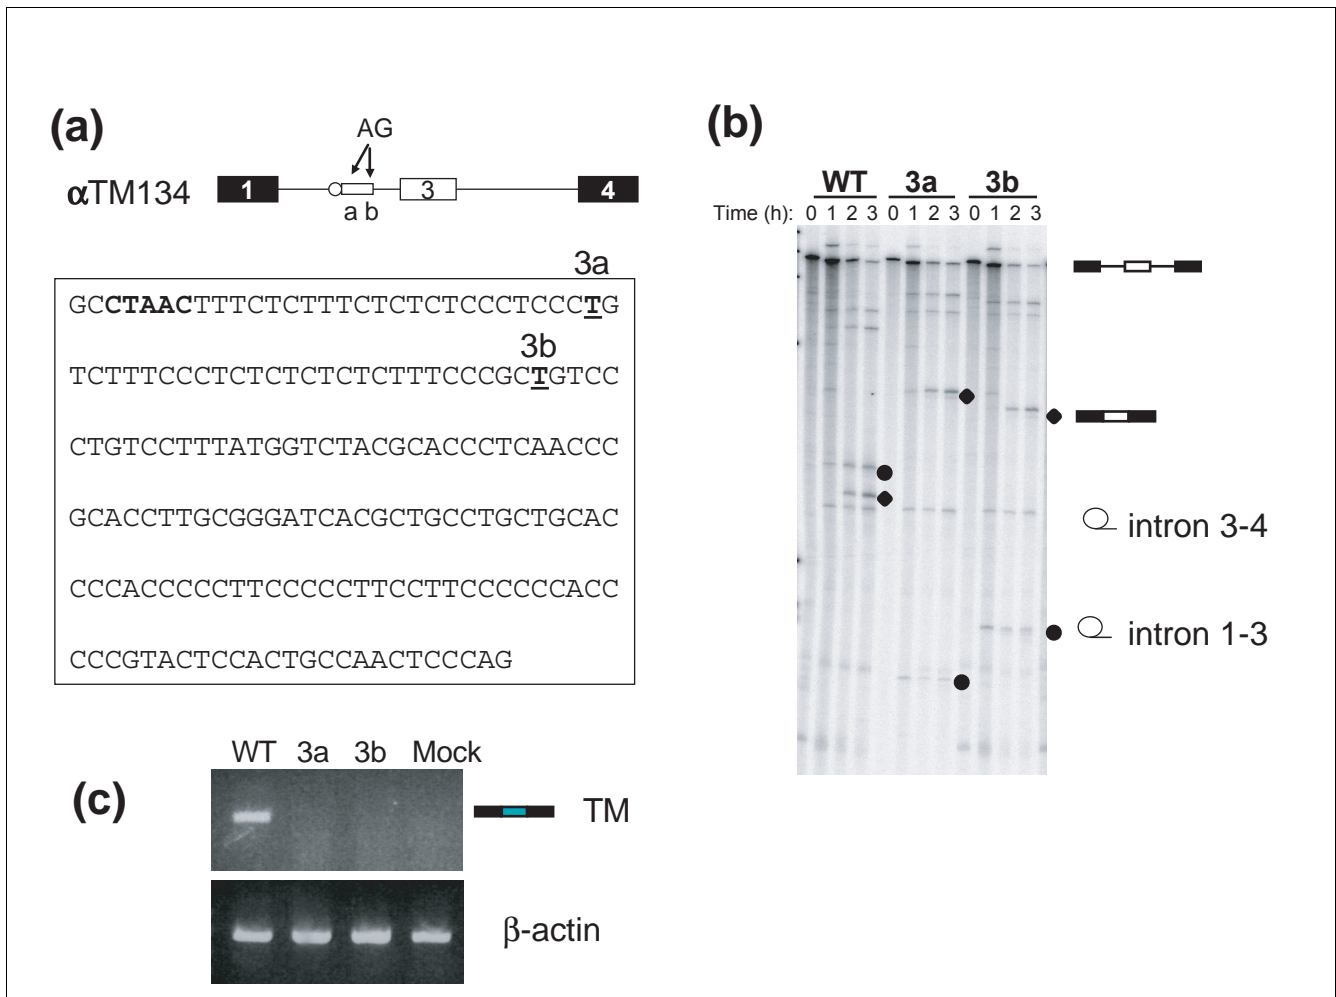 (a)
AG
αTM134
1
3
4
a b
3a
GCCTAACTTTCTCTTTCTCTCTCCCTCCCTG
3b
TCTTTCCCTCTCTCTCTCTTTCCCGCTGTCC
CTGTCCTTTATGGTCTACGCACCCTCAACCC
GCACCTTGCGGGATCACGCTGCCTGCTGCAC
CCCACCCCCTTCCCCCTTCCTTCCCCCCACC
CCCGTACTCCACTGCCAACTCCCAG
(b)
WT 3a 3b
Time (h): 0 1 2 3 0 1 2 3 0 1 2 3
intron 3-4
intron 1-3
(c)
WT 3a 3b Mock
TM
β-actin